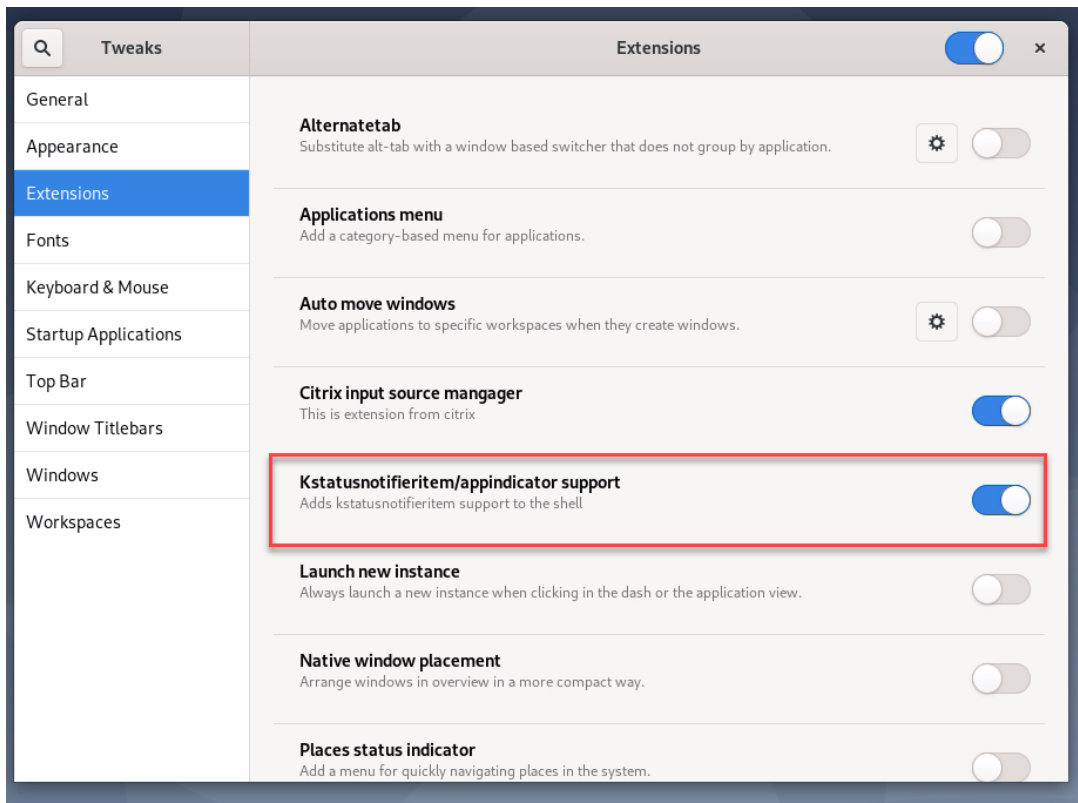 Tweaks
Extensions
General
Appearance
Extensions
Fonts
Keyboard & Mouse
Startup Applications
Top Bar
Window Titlebars
Windows
Workspaces
Alternatetab
Substitute alt-tab with a window based switcher that does not group by application.
Applications menu
Add a category-based menu for applications.
Auto move windows
Move applications to specific workspaces when they create windows.
Citrix input source mangager
This is extension from citrix
Kstatusnotifieritem/appindicator support
Adds kstatusnotifieritem support to the shell
Launch new instance
Always launch a new instance when clicking in the dash or the application view.
Native window placement
Arrange windows in overview in a more compact way.
Places status indicator
Add a menu for quickly navigating places in the system.